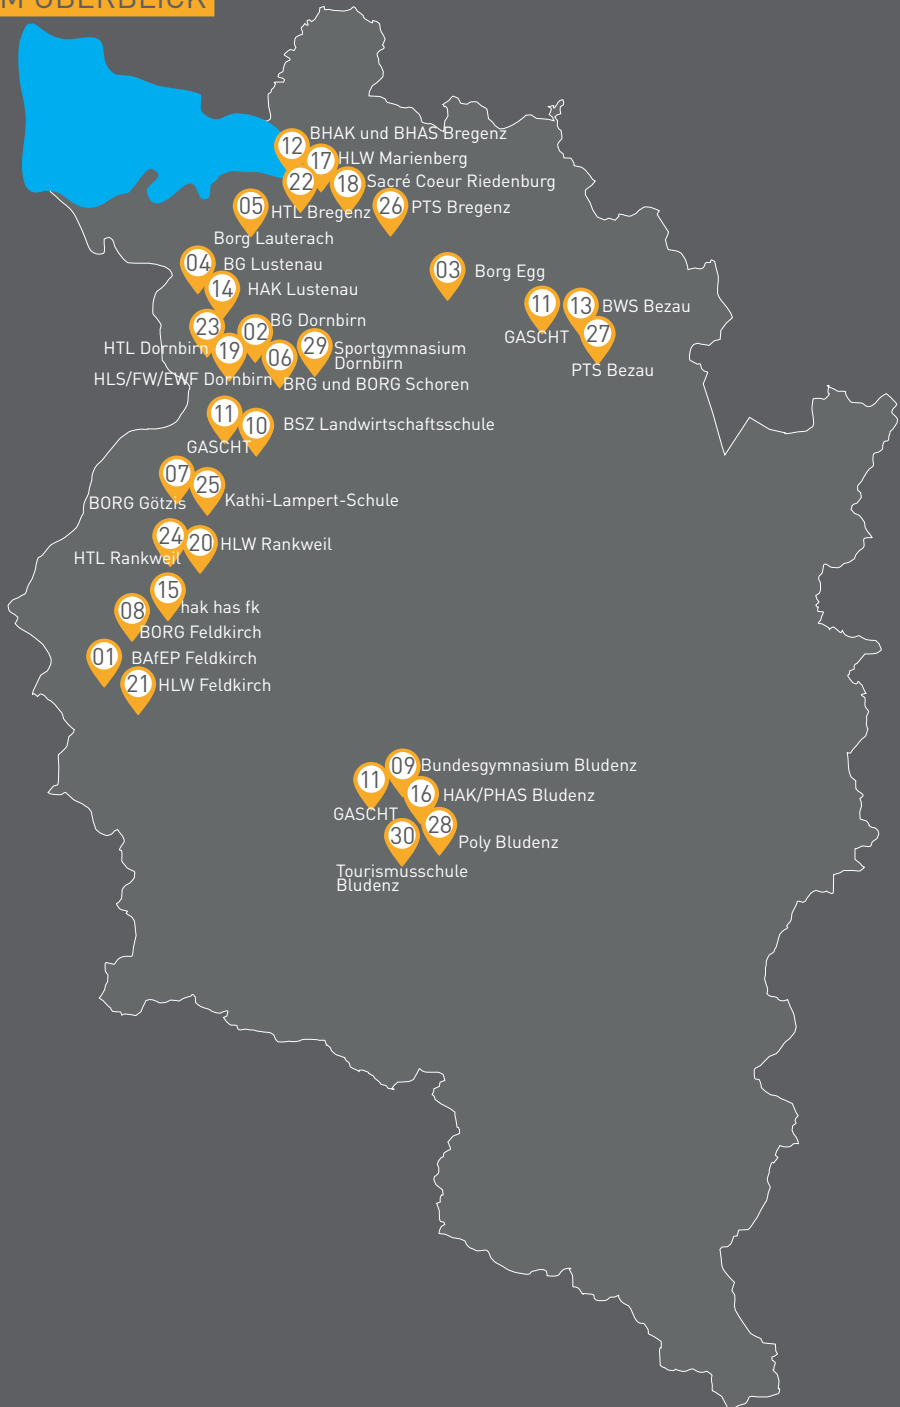 M ÜBERBLICK
12
BHAK und BHAS Bregenz
17
HLW Marienberg
22
HTL Bregenz
18
Sacré Coeur Riedenburg
26
PTS Bregenz
05
Borg Lauterach
04
BG Lustenau
14
HAK Lustenau
03
Borg Egg
11
GASCHT
13
BWS Bezau
27
PTS Bezau
23
HTL Dornbirn
02
BG Dornbirn
19
HLS/FW/EWF Dornbirn
06
BRG und BORG Schoren
29
Sportgymnasium
Dornbirn
11
GASCHT
10
BSZ Landwirtschaftsschule
07
BORG Götzis
25
Kathi-Lampert-Schule
24
HTL Rankweil
20
HLW Rankweil
15
hak has fk
08
BORG Feldkirch
01
BAfEP Feldkirch
21
HLW Feldkirch
09
Bundesgymnasium Bludenz
11
GASCHT
16
HAK/PHAS Bludenz
28
Poly Bludenz
30
Tourismusschule
Bludenz